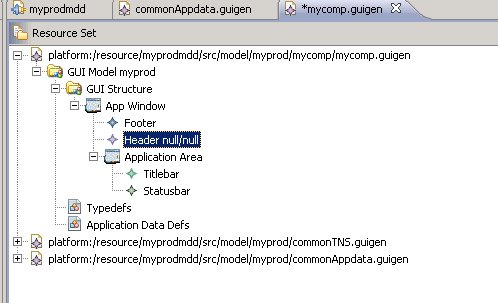 myprodmdd commonAppdata.guigen *mycomp.guigen
Resource Set
platform:/resource/myprodmdd/src/model/myprod/mycomp/mycomp.guigen
GUI Model myprod
GUI Structure
App Window
Footer
Header null/null
Application Area
Titlebar
Statusbar
Typedefs
Application Data Defs
platform:/resource/myprodmdd/src/model/myprod/commonTNS.guigen
platform:/resource/myprodmdd/src/model/myprod/commonAppdata.guigen